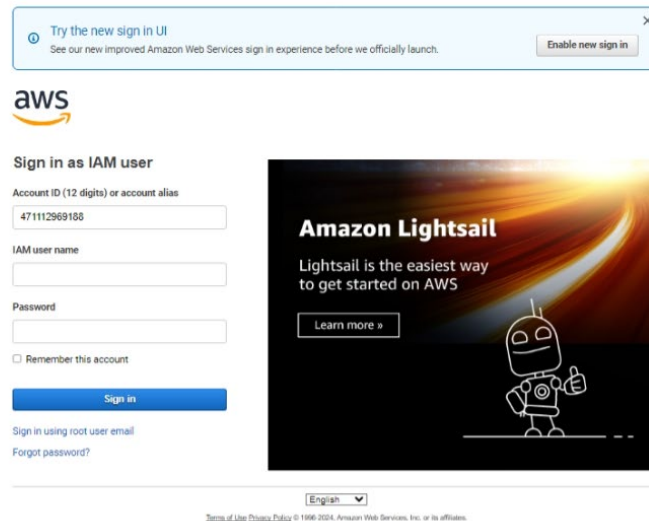 Try the new sign in UI
See our new improved Amazon Web Services sign in experience before we officially launch.
Enable new sign in
aws
Sign in as IAM user
Account ID (12 digits) or account alias
471112969188
IAM user name
Password
Remember this account
Sign in
Sign in using root user email
Forgot password?
Amazon Lightsail
Lightsail is the easiest way
to get started on AWS
Learn more »
English
Terms of Use Privacy Policy © 1996-2024, Amazon Web Services, Inc. or its affiliates.